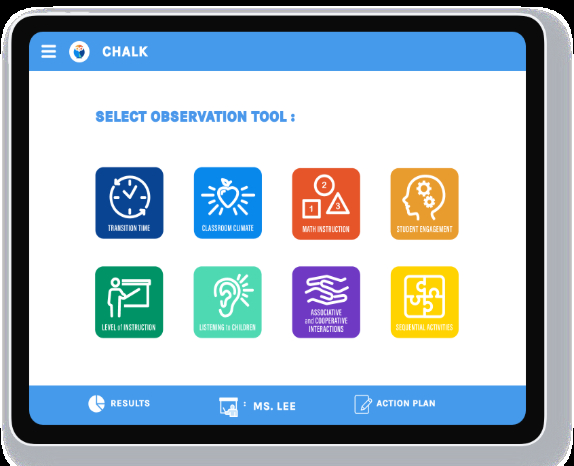 CHALK
SELECT OBSERVATION TOOL :
TRANSITION TIME
CLASSROOM CLIMATE
2
1
3
MATH INSTRUCTION
STUDENT ENGAGEMENT
LEVEL of INSTRUCTION
LISTENING to CHILDREN
ASSOCIATIVE
and COOPERATIVE
INTERACTIONS
SEQUENTIAL ACTIVITIES
RESULTS
: MS. LEE
ACTION PLAN